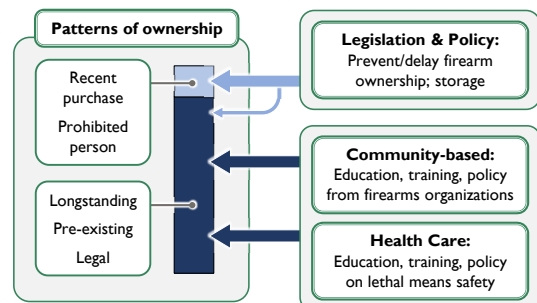 Patterns of ownership
Recent
purchase
Prohibited
person
Longstanding
Pre-existing
Legal
Legislation & Policy:
Prevent/delay firearm
ownership; storage
Community-based:
Education, training, policy
from firearms organizations
Health Care:
Education, training, policy
on lethal means safety